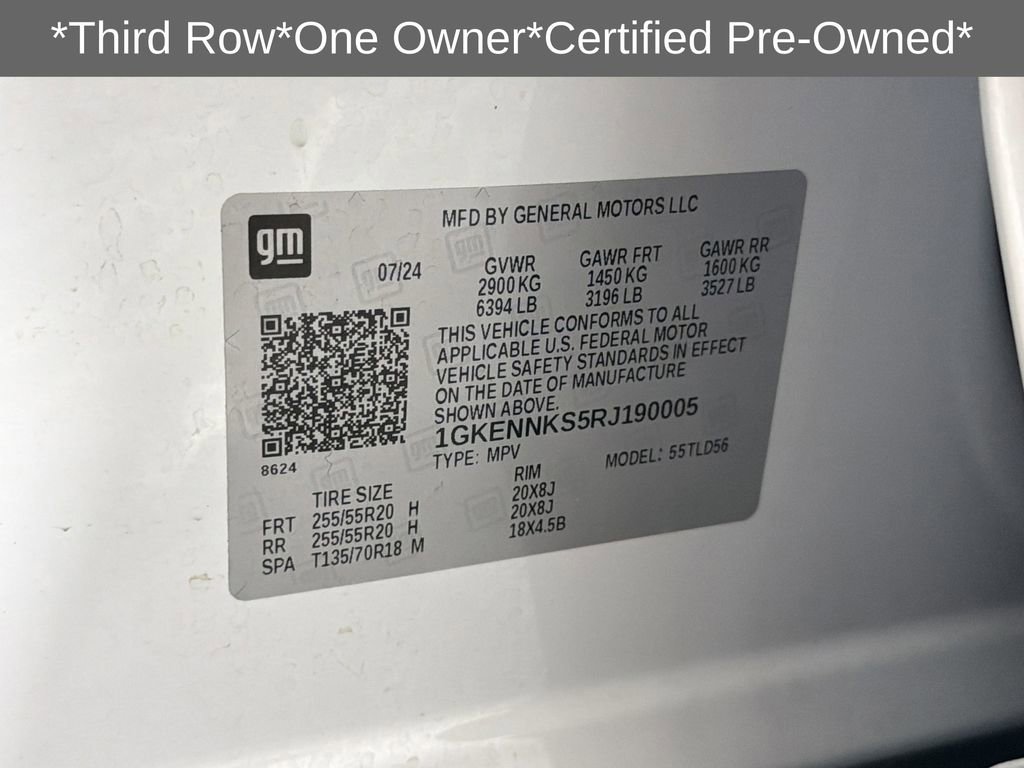 *Third Row*One Owner*Certified Pre-Owned*
gm
MFD BY GENERAL MOTORS LLC
07/24
GVWR
2900 KG
6394 LB
GAWR FRT
1450 KG
3196 LB
GAWR RR
1600 KG
3527 LB
THIS VEHICLE CONFORMS TO ALL
APPLICABLE U.S. FEDERAL MOTOR
VEHICLE SAFETY STANDARDS IN EFFECT
ON THE DATE OF MANUFACTURE
SHOWN ABOVE.
1GKENNKS5RJ190005
TYPE: MPV
MODEL: 55TLD56
8624
TIRE SIZE RIM
FRT 255/55R20 H 20X8J
RR 255/55R20 H 20X8J
SPA T135/70R18 M 18X4.5B